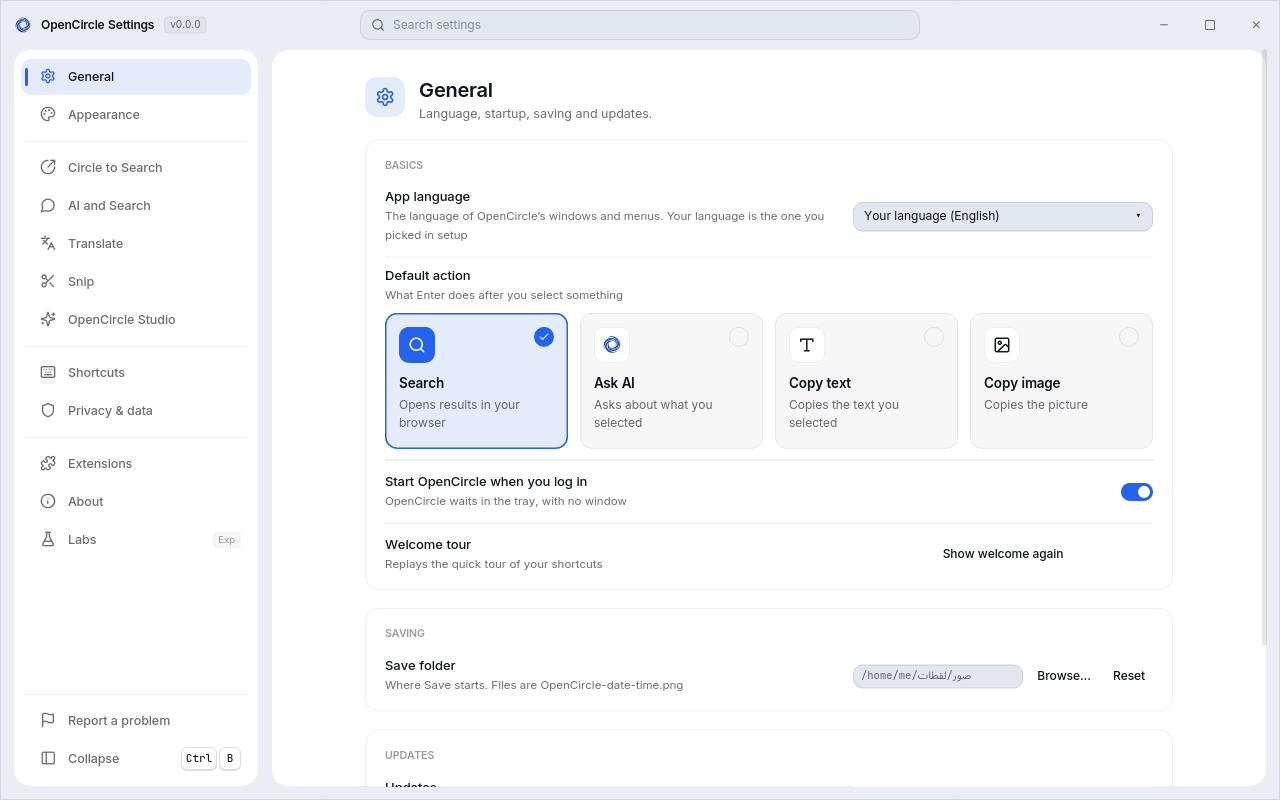 OpenCircle Settings v0.0.0
Search settings
General
Appearance
Circle to Search
AI and Search
Translate
Snip
OpenCircle Studio
Shortcuts
Privacy & data
Extensions
About
Labs Exp
Report a problem
Collapse Ctrl B
General
Language, startup, saving and updates.
BASICS
App language
The language of OpenCircle's windows and menus. Your language is the one you
picked in setup
Your language (English)
Default action
What Enter does after you select something
Search
Opens results in your
browser
Ask AI
Asks about what you
selected
Copy text
Copies the text you
selected
Copy image
Copies the picture
Start OpenCircle when you log in
OpenCircle waits in the tray, with no window
Welcome tour
Replays the quick tour of your shortcuts
Show welcome again
SAVING
Save folder
Where Save starts. Files are OpenCircle-date-time.png
/home/me/صور/لقطات
Browse...
Reset
UPDATES
Updates